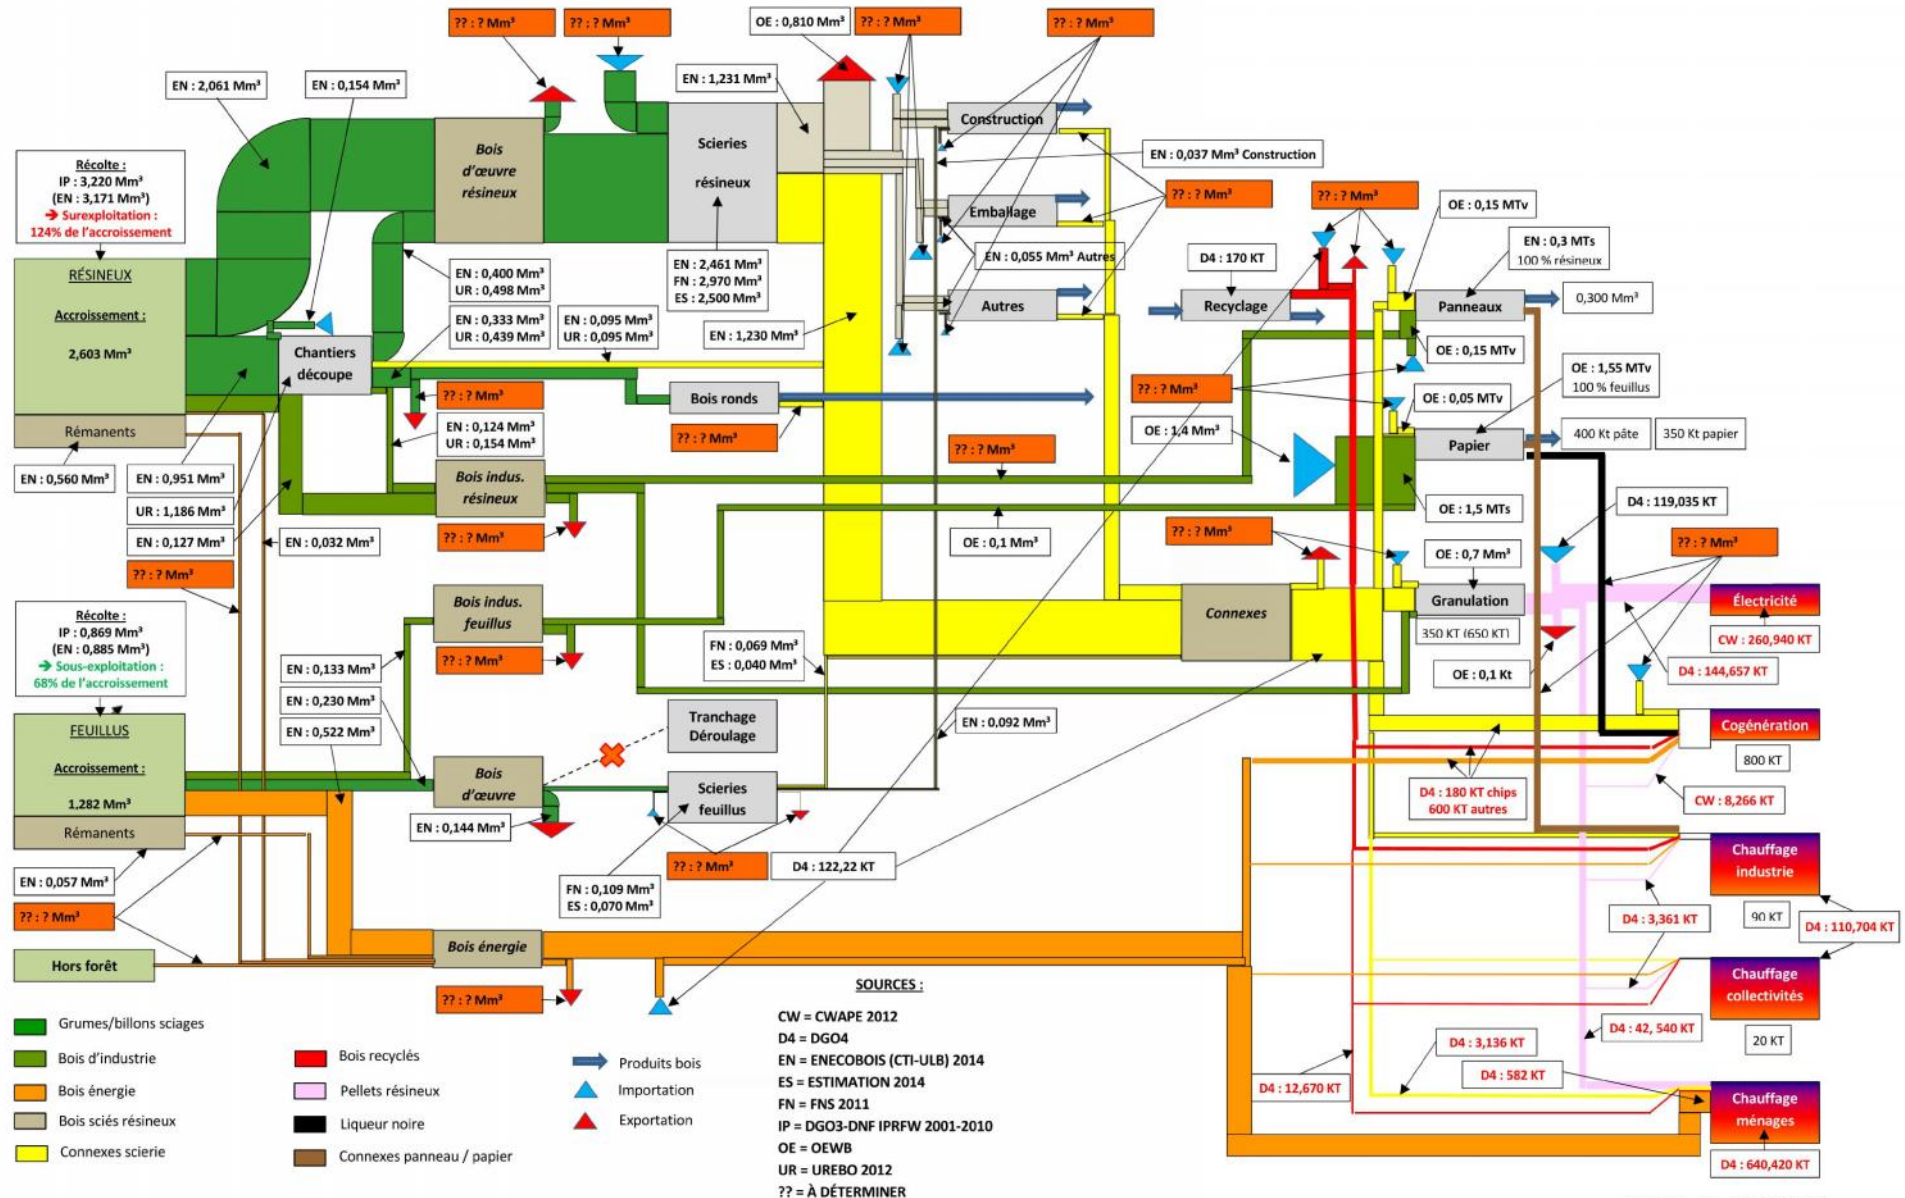 ?? : ? Mm³
?? : ? Mm³
OE : 0,810 Mm³
?? : ? Mm³
?? : ? Mm³
EN : 2,061 Mm³
EN : 0,154 Mm³
EN : 1,231 Mm³
Bois
d'œuvre
résineux
Scieries
résineux
Construction
EN : 0,037 Mm³ Construction
Récolte :
IP : 3,220 Mm³
(EN : 3,171 Mm³)
➔ Surexploitation :
124% de l'accroissement
?? : ? Mm³
?? : ? Mm³
OE : 0,15 MTv
Emballage
EN : 0,055 Mm³ Autres
EN : 0,3 MTs
100 % résineux
RÉSINEUX
Accroissement :
2,603 Mm³
EN : 0,400 Mm³
UR : 0,498 Mm³
EN : 2,461 Mm³
FN : 2,970 Mm³
ES : 2,500 Mm³
D4 : 170 KT
Recyclage
Panneaux
0,300 Mm³
Autres
EN : 0,333 Mm³
UR : 0,439 Mm³
EN : 0,095 Mm³
UR : 0,095 Mm³
EN : 1,230 Mm³
Chantiers
découpe
OE : 0,15 MTv
OE : 1,55 MTv
100 % feuillus
?? : ? Mm³
?? : ? Mm³
Bois ronds
OE : 0,05 MTv
Rémanents
EN : 0,124 Mm³
UR : 0,154 Mm³
?? : ? Mm³
?? : ? Mm³
OE : 1,4 Mm³
Papier
400 Kt pâte
350 Kt papier
EN : 0,560 Mm³
EN : 0,951 Mm³
UR : 1,186 Mm³
EN : 0,127 Mm³
EN : 0,032 Mm³
Bois indus.
résineux
?? : ? Mm³
OE : 0,1 Mm³
OE : 1,5 MTs
D4 : 119,035 KT
?? : ? Mm³
?? : ? Mm³
OE : 0,7 Mm³
?? : ? Mm³
Récolte :
IP : 0,869 Mm³
(EN : 0,885 Mm³)
➔ Sous-exploitation :
68% de l'accroissement
Bois indus.
feuillus
?? : ? Mm³
Connexes
Granulation
350 KT (650 KT)
Électricité
CW : 260,940 KT
EN : 0,133 Mm³
EN : 0,230 Mm³
EN : 0,522 Mm³
FN : 0,069 Mm³
ES : 0,040 Mm³
OE : 0,1 Kt
D4 : 144,657 KT
FEUILLUS
Accroissement :
1,282 Mm³
Tranchage
Déroulage
EN : 0,092 Mm³
Cogénération
800 KT
Bois
d'œuvre
Scieries
feuillus
EN : 0,144 Mm³
D4 : 180 KT chips
600 KT autres
CW : 8,266 KT
Rémanents
EN : 0,057 Mm³
?? : ? Mm³
D4 : 122,22 KT
Chauffage
industrie
90 KT
FN : 0,109 Mm³
ES : 0,070 Mm³
?? : ? Mm³
D4 : 3,361 KT
D4 : 110,704 KT
Hors forêt
Bois énergie
?? : ? Mm³
Chauffage
collectivités
20 KT
D4 : 42, 540 KT
D4 : 3,136 KT
D4 : 582 KT
D4 : 12,670 KT
Chauffage
ménages
D4 : 640,420 KT
Grumes/billons sciages
Bois d'industrie
Bois énergie
Bois sciés résineux
Connexes scierie
Bois recyclés
Pellets résineux
Liqueur noire
Connexes panneau / papier
Produits bois
Importation
Exportation
SOURCES :
CW = CWAPE 2012
D4 = DGO4
EN = ENECOBOIS (CTI-ULB) 2014
ES = ESTIMATION 2014
FN = FNS 2011
IP = DGO3-DNF IPRFW 2001-2010
OE = OEWB
UR = UREBO 2012
?? = À DÉTERMINER